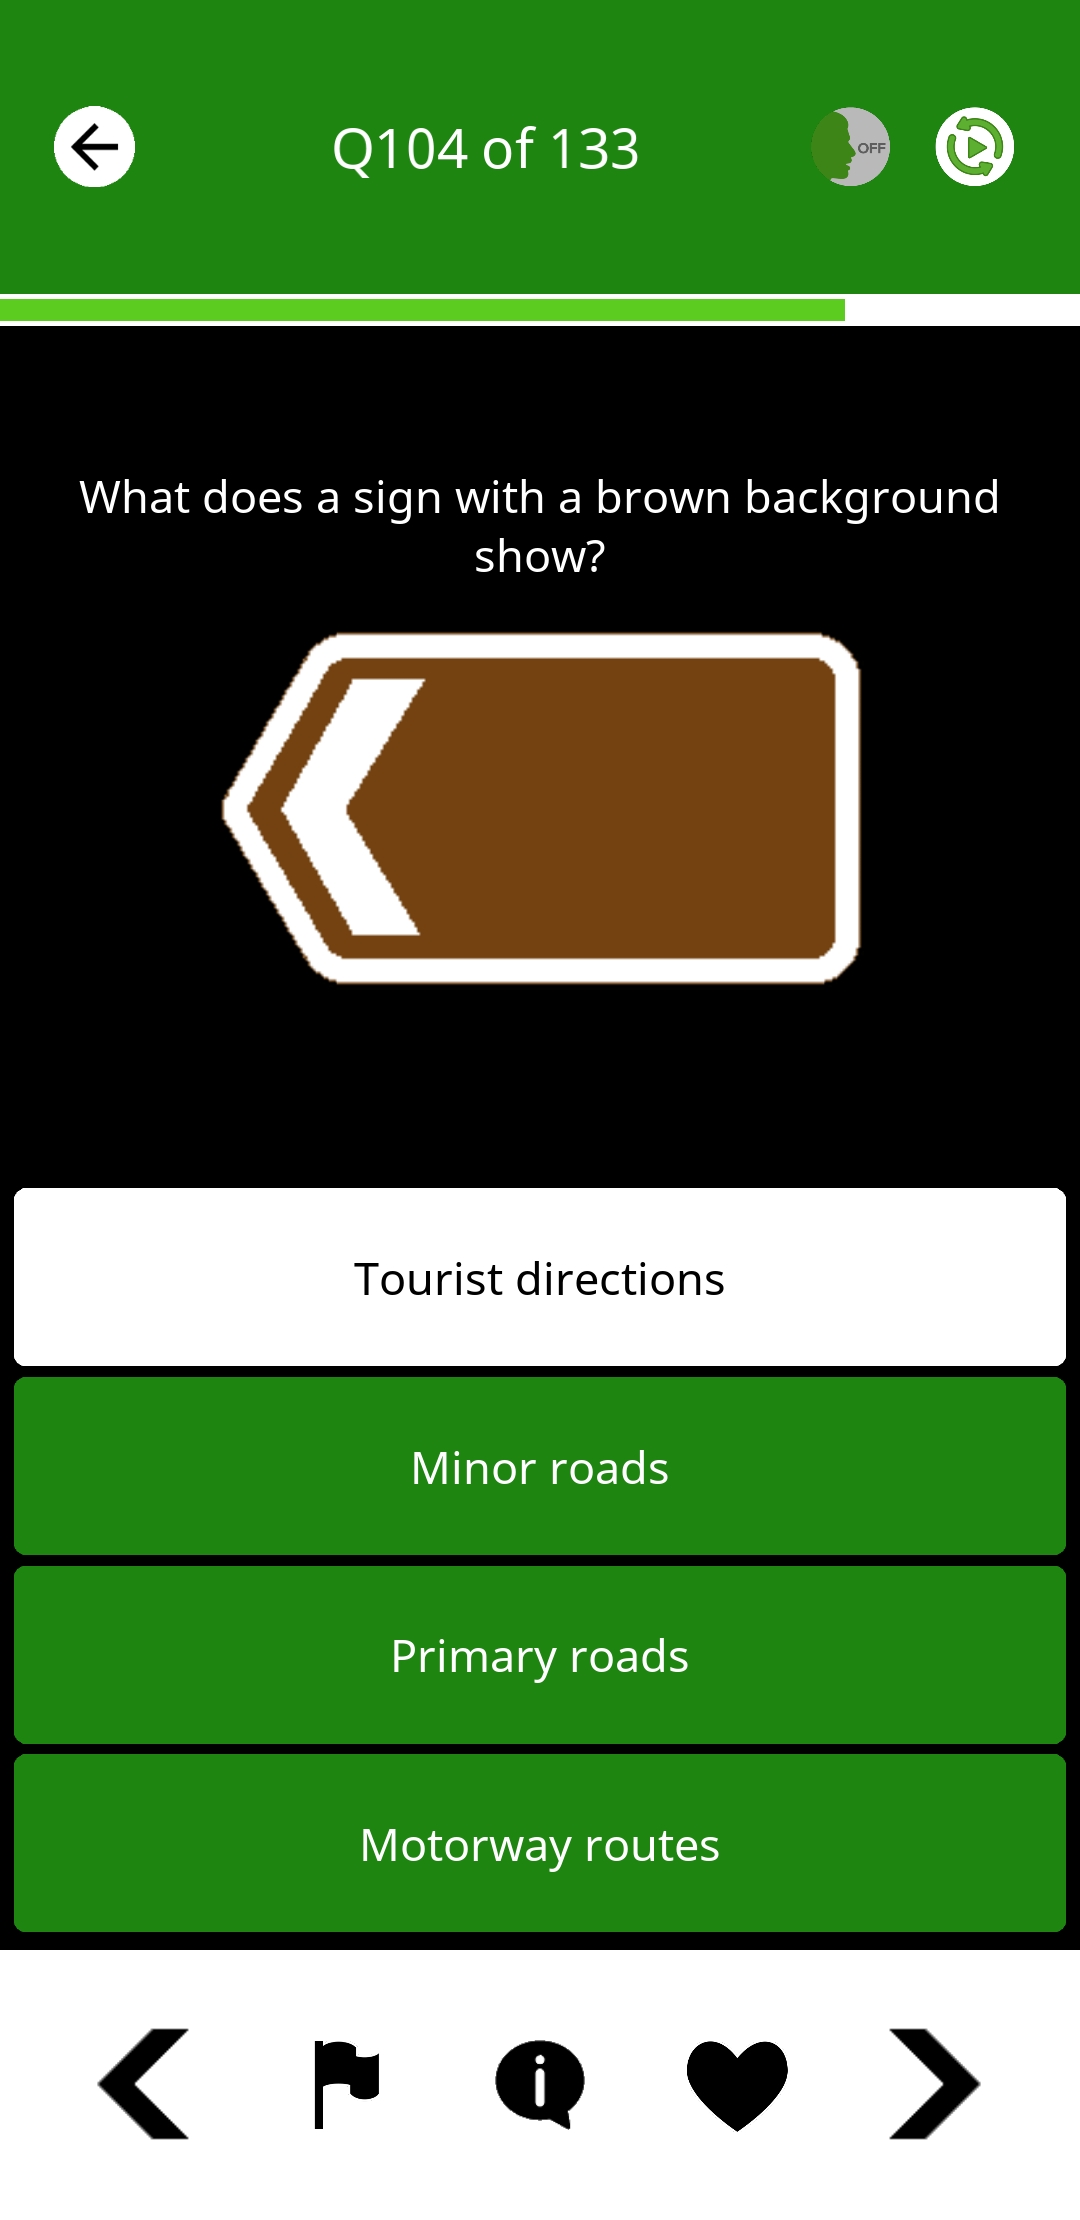 Q104 of 133
OFF
What does a sign with a brown background
show?
Tourist directions
Minor roads
Primary roads
Motorway routes
i